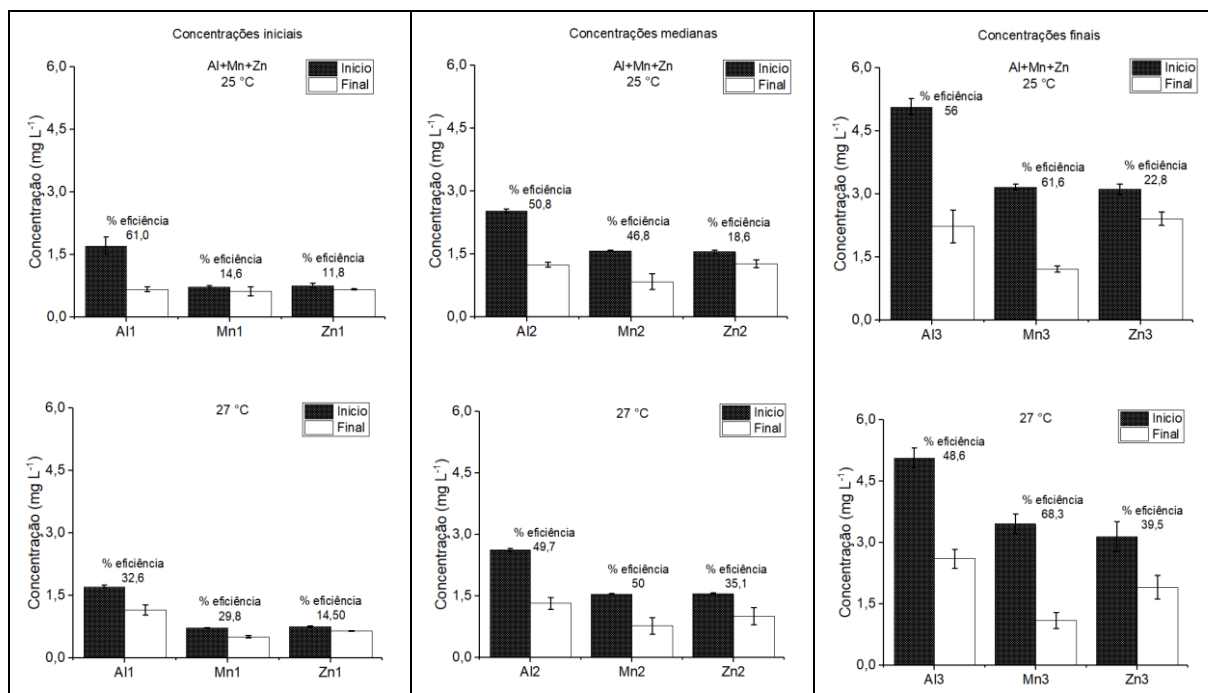 Concentrações iniciais
Al+Mn+Zn
25 °C
Inicio
Final
6,0
4,5
3,0
1,5
0,0
Concentração (mg L⁻¹)
% eficiência
61,0
% eficiência
14,6
% eficiência
11,8
Al1 Mn1 Zn1
Concentrações medianas
Al+Mn+Zn
25 °C
Inicio
Final
6,0
4,5
3,0
1,5
0,0
Concentração (mg L⁻¹)
% eficiência
50,8
% eficiência
46,8
% eficiência
18,6
Al2 Mn2 Zn2
Concentrações finais
Al+Mn+Zn
25 °C
Inicio
Final
6,0
4,5
3,0
1,5
0,0
Concentração (mg L⁻¹)
% eficiência
56
% eficiência
61,6
% eficiência
22,8
Al3 Mn3 Zn3
27 °C
Inicio
Final
6,0
4,5
3,0
1,5
0,0
Concentração (mg L⁻¹)
% eficiência
32,6
% eficiência
29,8
% eficiência
14,50
Al1 Mn1 Zn1
27 °C
Inicio
Final
6,0
4,5
3,0
1,5
0,0
Concentração (mg L⁻¹)
% eficiência
49,7
% eficiência
50
% eficiência
35,1
Al2 Mn2 Zn2
27 °C
Inicio
Final
6,0
4,5
3,0
1,5
0,0
Concentração (mg L⁻¹)
% eficiência
48,6
% eficiência
68,3
% eficiência
39,5
Al3 Mn3 Zn3